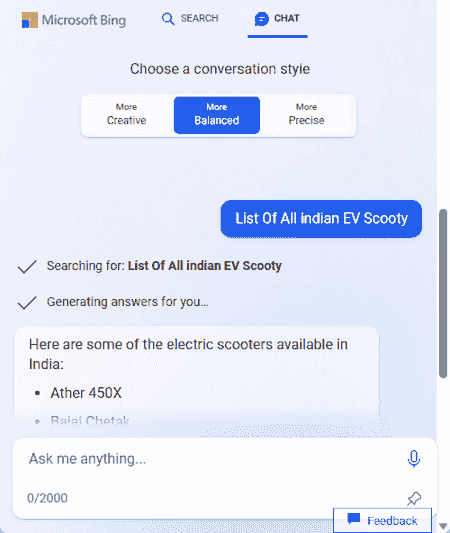 Microsoft Bing
SEARCH
CHAT
Choose a conversation style
More
Creative
More
Balanced
More
Precise
List Of All indian EV Scooty
Searching for: List Of All indian EV Scooty
Generating answers for you...
Here are some of the electric scooters available in
India:
• Ather 450X
• Bajaj Chetak
Ask me anything...
0/2000
Feedback